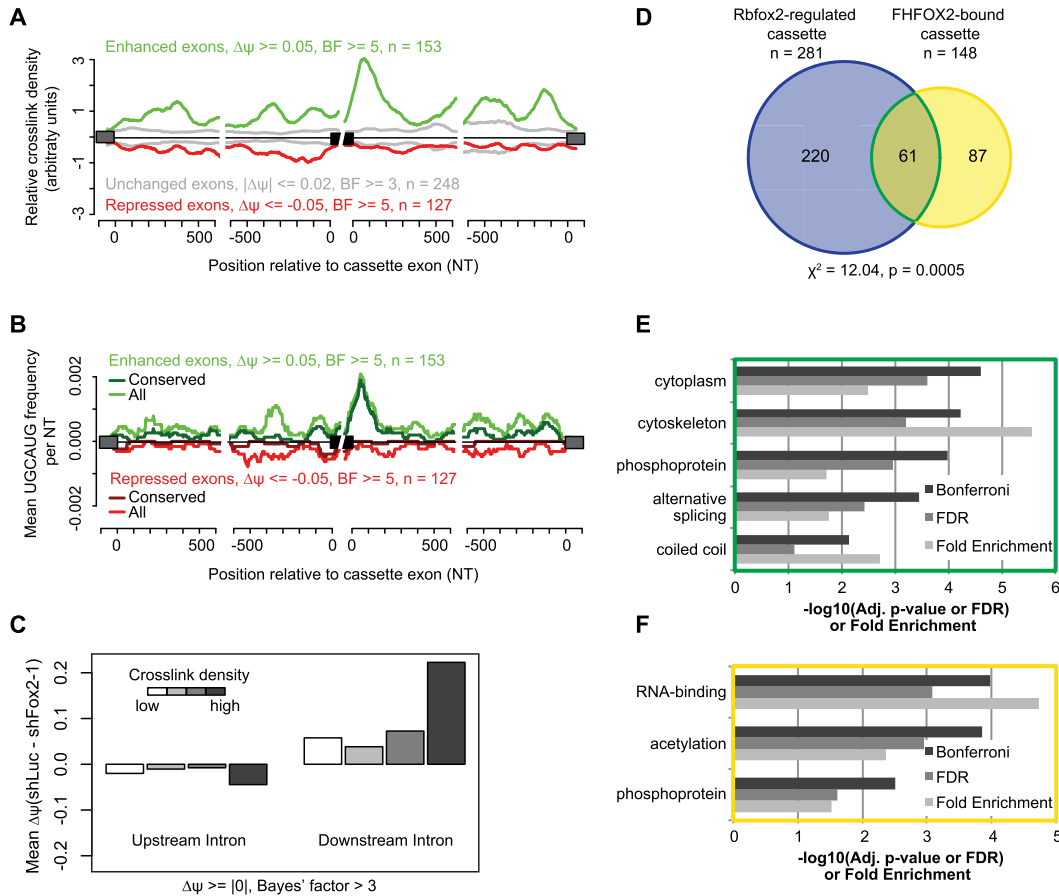 A
Enhanced exons, Δψ >= 0.05, BF >= 5, n = 153
Relative crosslink density
(arbitraty units)
3
1
-1
-3
Unchanged exons, |Δψ| <= 0.02, BF >= 3, n = 248
Repressed exons, Δψ <= -0.05, BF >= 5, n = 127
0 500 -500 0 0 500 -500 0
Position relative to cassette exon (NT)
B
Enhanced exons, Δψ >= 0.05, BF >= 5, n = 153
Conserved
All
Mean UGCAUG frequency
per NT
0.002
0.000
-0.002
Repressed exons, Δψ <= -0.05, BF >= 5, n = 127
Conserved
All
0 500 -500 0 0 500 -500 0
Position relative to cassette exon (NT)
C
Mean Δψ(shLuc - shFox2-1)
0.2
0.1
0.0
-0.1
-0.2
Crosslink density
low high
Upstream Intron Downstream Intron
Δψ >= |0|, Bayes' factor > 3
D
Rbfox2-regulated
cassette
n = 281
FHFOX2-bound
cassette
n = 148
220 61 87
χ² = 12.04, p = 0.0005
E
cytoplasm
cytoskeleton
phosphoprotein
alternative
splicing
coiled coil
Bonferroni
FDR
Fold Enrichment
0 1 2 3 4 5 6
-log10(Adj. p-value or FDR)
or Fold Enrichment
F
RNA-binding
acetylation
phosphoprotein
Bonferroni
FDR
Fold Enrichment
0 1 2 3 4 5
-log10(Adj. p-value or FDR)
or Fold Enrichment